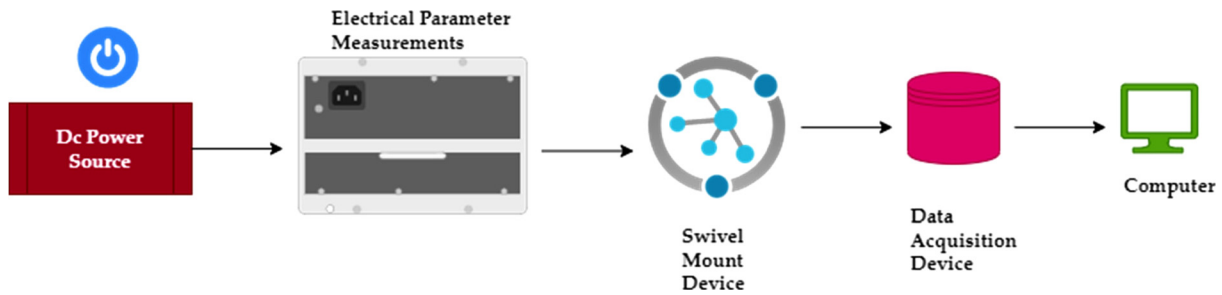 Electrical Parameter
Measurements
Dc Power
Source
Swivel
Mount
Device
Data
Acquisition
Device
Computer